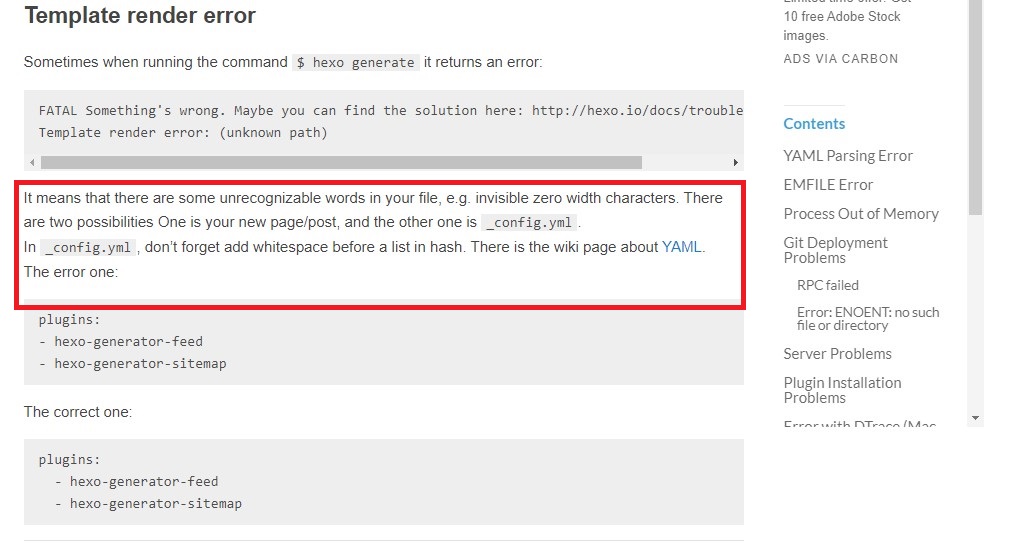 Template render error
Sometimes when running the command $ hexo generate it returns an error:
FATAL Something's wrong. Maybe you can find the solution here: http://hexo.io/docs/trouble
Template render error: (unknown path)
It means that there are some unrecognizable words in your file, e.g. invisible zero width characters. There
are two possibilities One is your new page/post, and the other one is _config.yml .
In _config.yml , don’t forget add whitespace before a list in hash. There is the wiki page about YAML.
The error one:
plugins:
- hexo-generator-feed
- hexo-generator-sitemap
The correct one:
plugins:
  - hexo-generator-feed
  - hexo-generator-sitemap
10 free Adobe Stock
images.
ADS VIA CARBON
Contents
YAML Parsing Error
EMFILE Error
Process Out of Memory
Git Deployment
Problems
RPC failed
Error: ENOENT: no such
file or directory
Server Problems
Plugin Installation
Problems
Error with DTrace (Mac